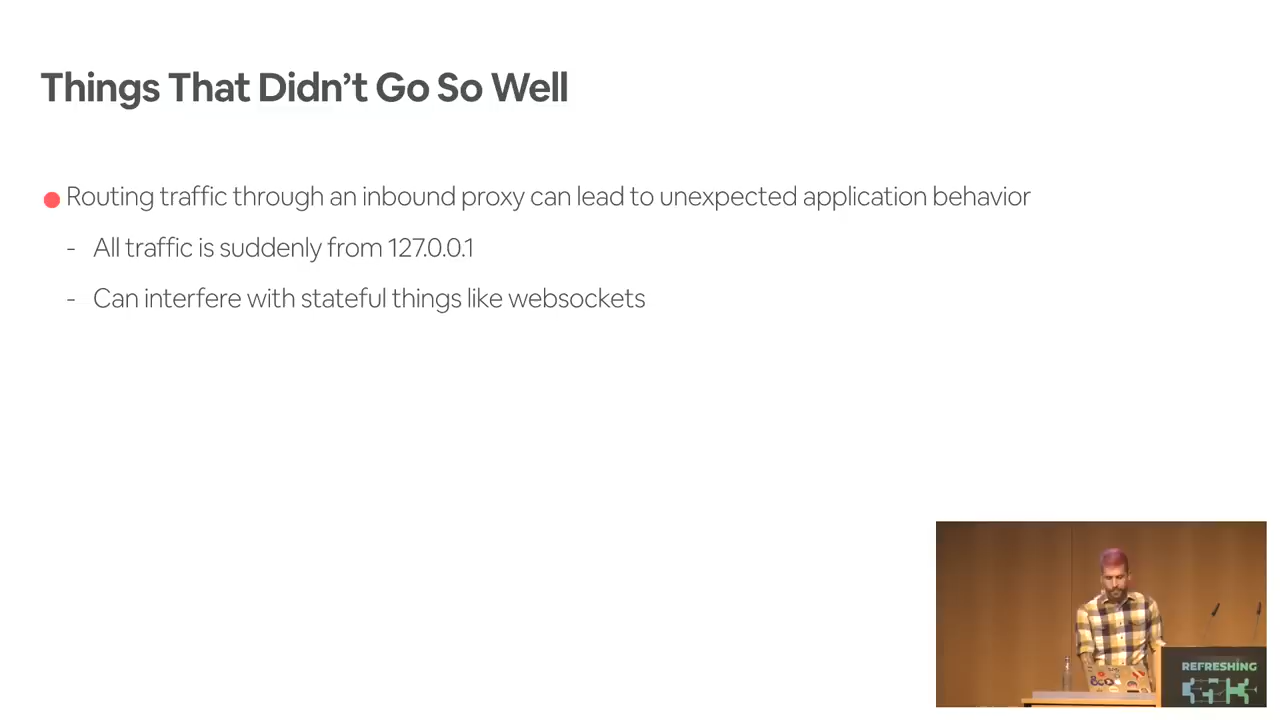 Things That Didn’t Go So Well
Routing traffic through an inbound proxy can lead to unexpected application behavior
- All traffic is suddenly from 127.0.0.1
- Can interfere with stateful things like websockets
REFRESHING